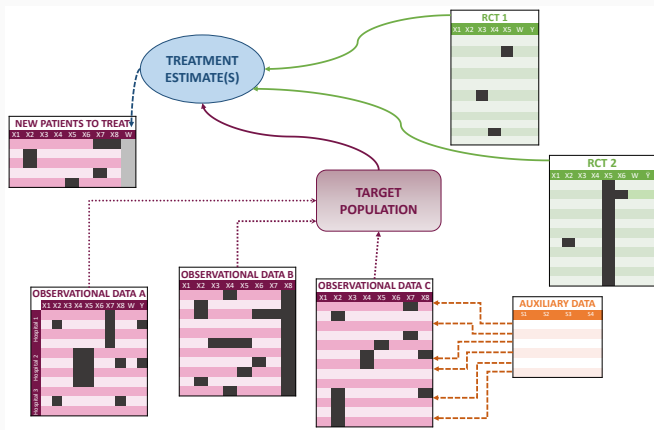 RCT 1
X1 X2 X3 X4 X5 W Y
TREATMENT
ESTIMATE(S)
NEW PATIENTS TO TREAT
X1 X2 X3 X4 X5 X6 X7 X8 W
RCT 2
X1 X2 X3 X4 X5 X6 W Y
TARGET
POPULATION
OBSERVATIONAL DATA A
X1 X2 X3 X4 X5 X6 X7 X8 W Y
Hospital 1
Hospital 2
Hospital 3
OBSERVATIONAL DATA B
X1 X2 X3 X4 X5 X6 X7 X8
OBSERVATIONAL DATA C
X1 X2 X3 X4 X5 X6 X7 X8
AUXILIARY DATA
S1 S2 S3 S4